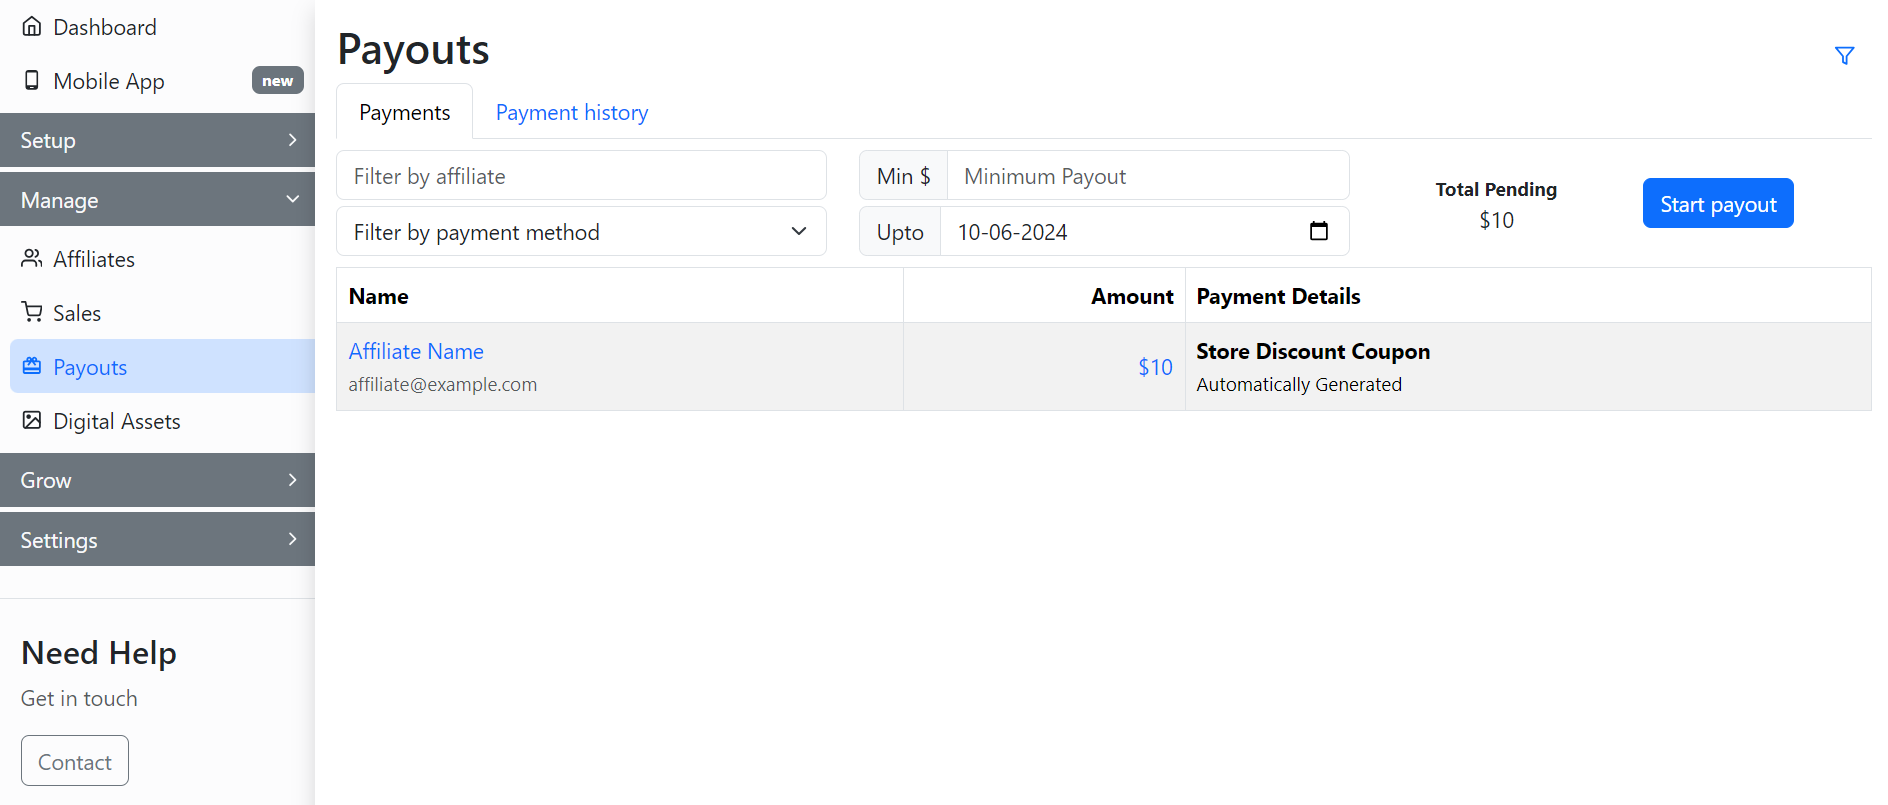 Dashboard
Mobile App new
Setup
Manage
Affiliates
Sales
Payouts
Digital Assets
Grow
Settings
Need Help
Get in touch
Contact
Payouts
Payments Payment history
Filter by affiliate
Min $ Minimum Payout
Filter by payment method
Upto 10-06-2024
Total Pending
$10
Start payout
Name Amount Payment Details
Affiliate Name
affiliate@example.com
$10
Store Discount Coupon
Automatically Generated